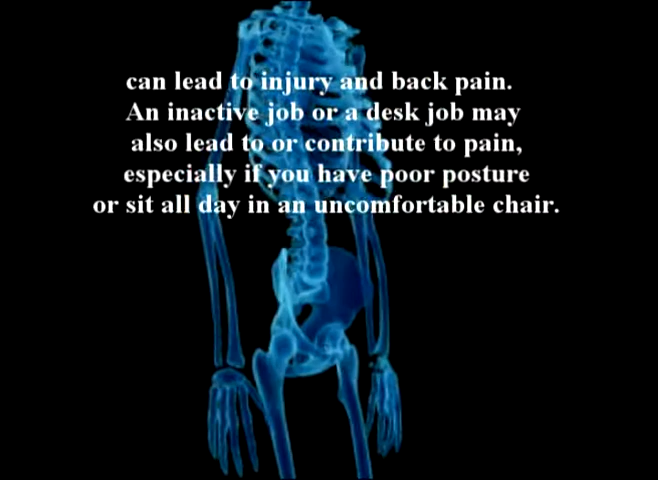 can lead to injury and back pain.
An inactive job or a desk job may
also lead to or contribute to pain,
especially if you have poor posture
or sit all day in an uncomfortable chair.